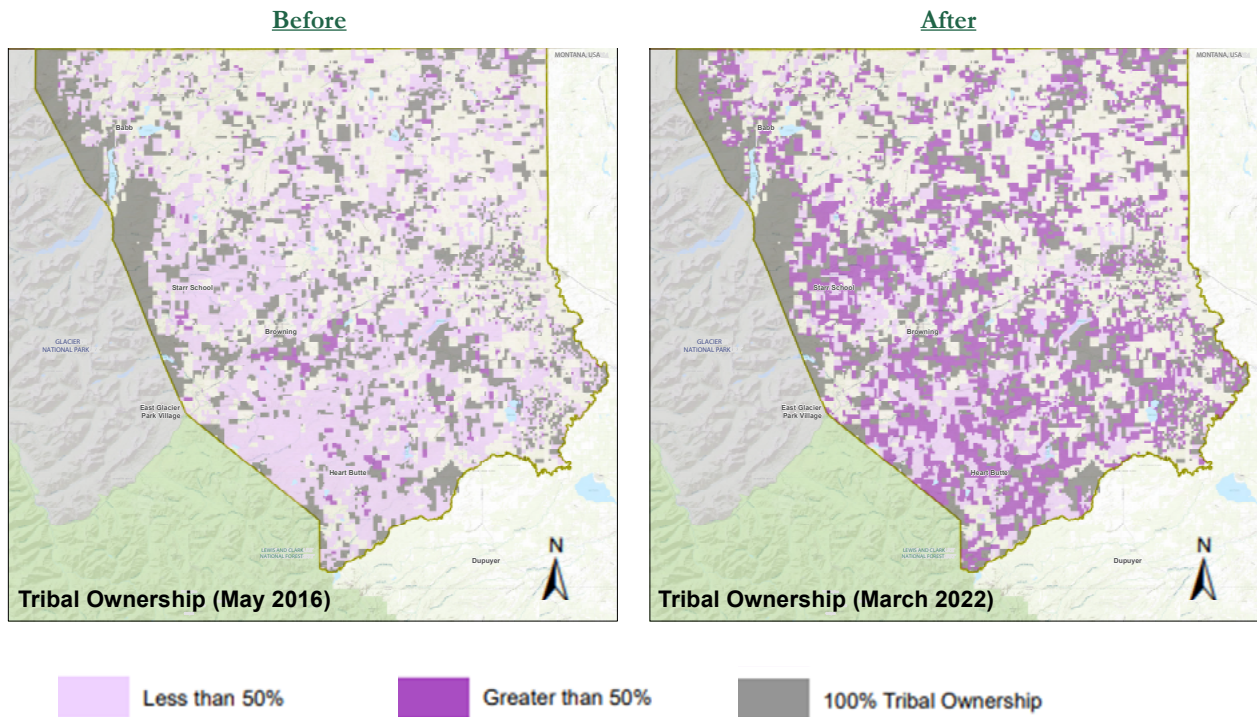 Before
After
MONTANA, USA
Babb
Starr School
Browning
GLACIER
NATIONAL PARK
East Glacier
Park Village
Heart Butte
LEWIS AND CLARK
NATIONAL FOREST
Dupuyer
N
Tribal Ownership (May 2016)
MONTANA, USA
Babb
Starr School
Browning
GLACIER
NATIONAL PARK
East Glacier
Park Village
Heart Butte
LEWIS AND CLARK
NATIONAL FOREST
Dupuyer
N
Tribal Ownership (March 2022)
Less than 50%
Greater than 50%
100% Tribal Ownership